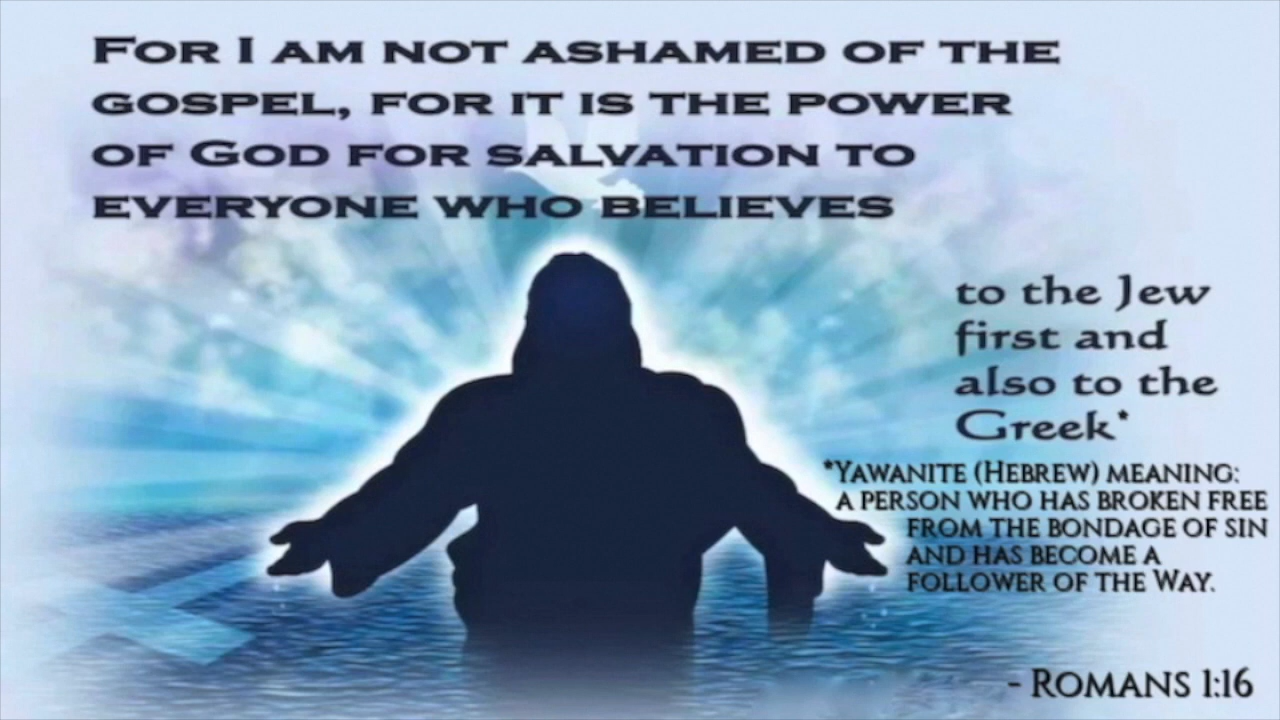 For I am not ashamed of the
gospel, for it is the power
of God for salvation to
everyone who believes
to the Jew
first and
also to the
Greek*
*Yawanite (Hebrew) meaning:
a person who has broken free
from the bondage of sin
and has become a
follower of the Way.
- Romans 1:16